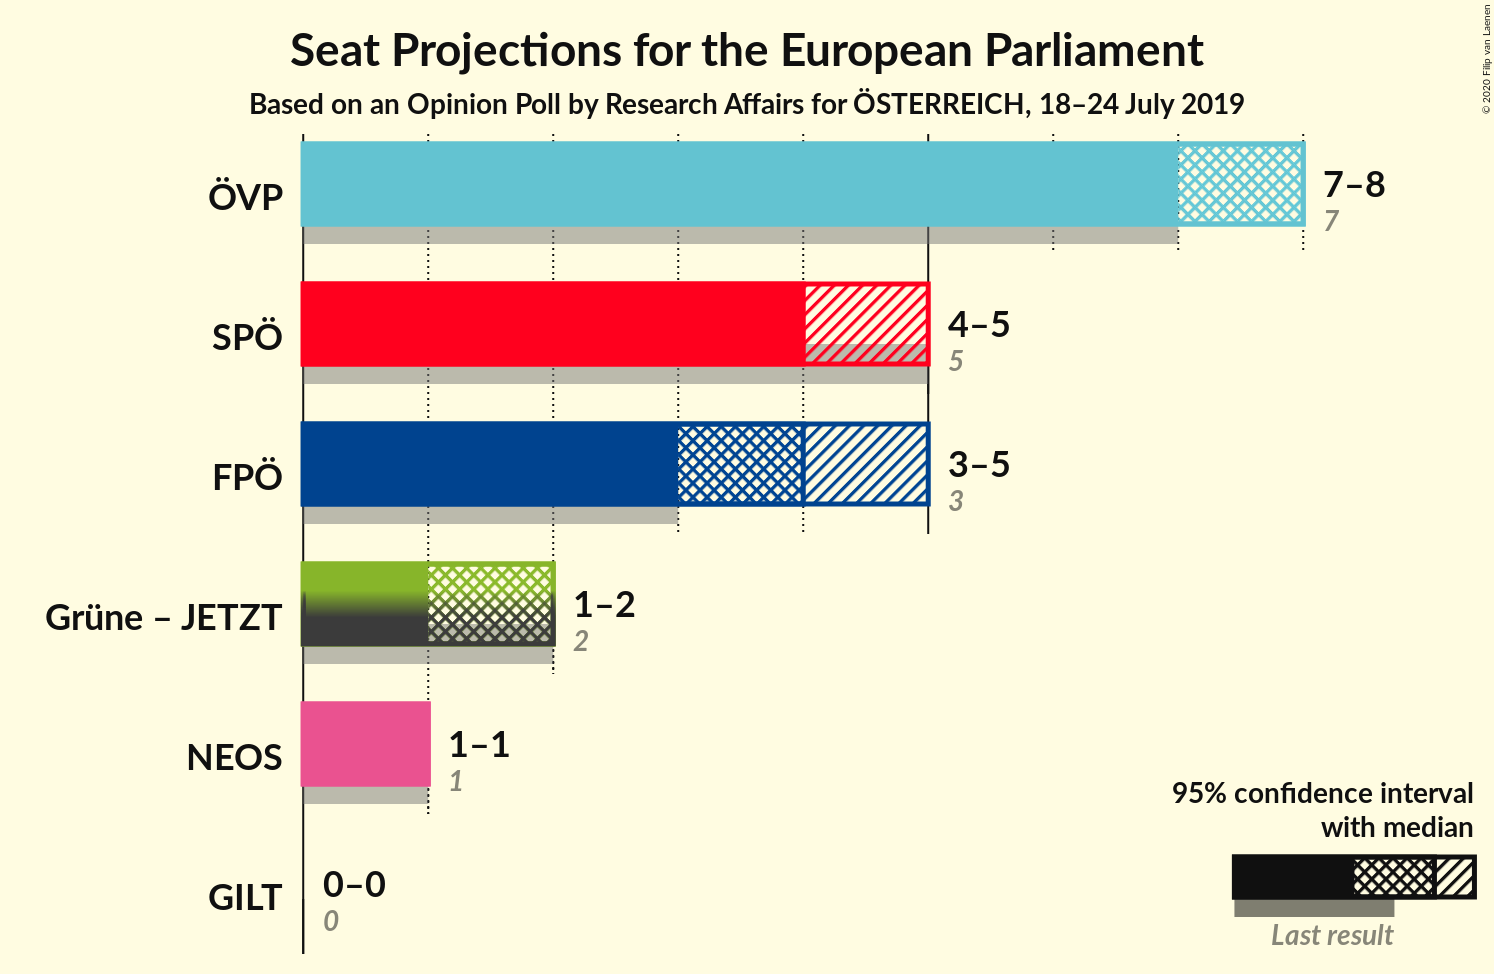 Seat Projections for the European Parliament
Based on an Opinion Poll by Research Affairs for ÖSTERREICH, 18–24 July 2019
© 2020 Filip van Laenen
ÖVP
7–8
7
SPÖ
4–5
5
FPÖ
3–5
3
Grüne – JETZT
1–2
2
NEOS
1–1
1
GILT
0–0
0
95% confidence interval
with median
Last result